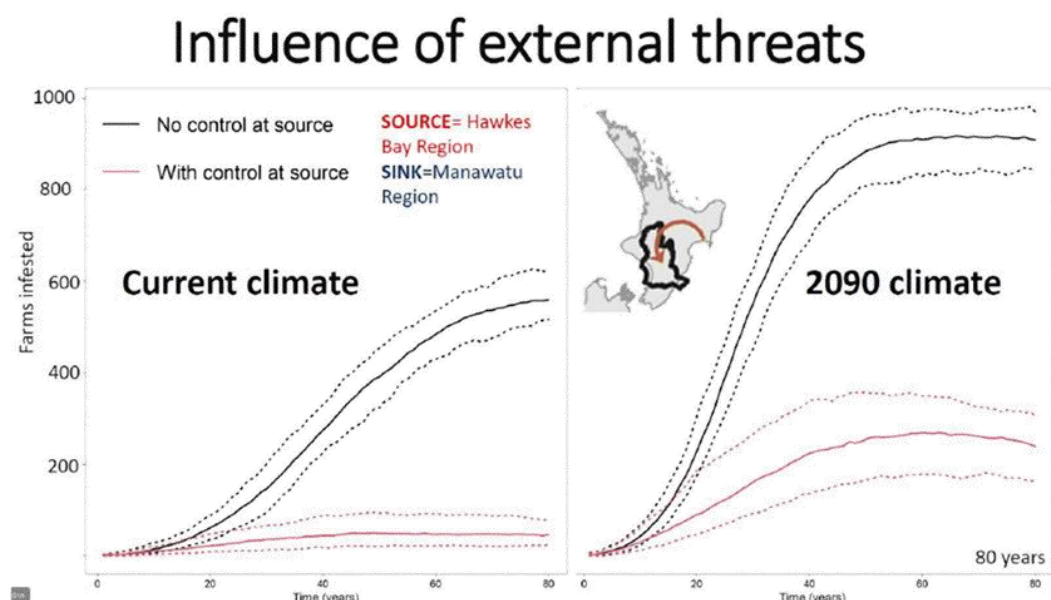 Influence of external threats
1000
800
600
400
200
Farms infested
No control at source
With control at source
SOURCE= Hawkes
Bay Region
SINK=Manawatu
Region
Current climate
0
20
40
60
80
Time (years)
2090 climate
80 years
0
20
40
60
80
Time (years)